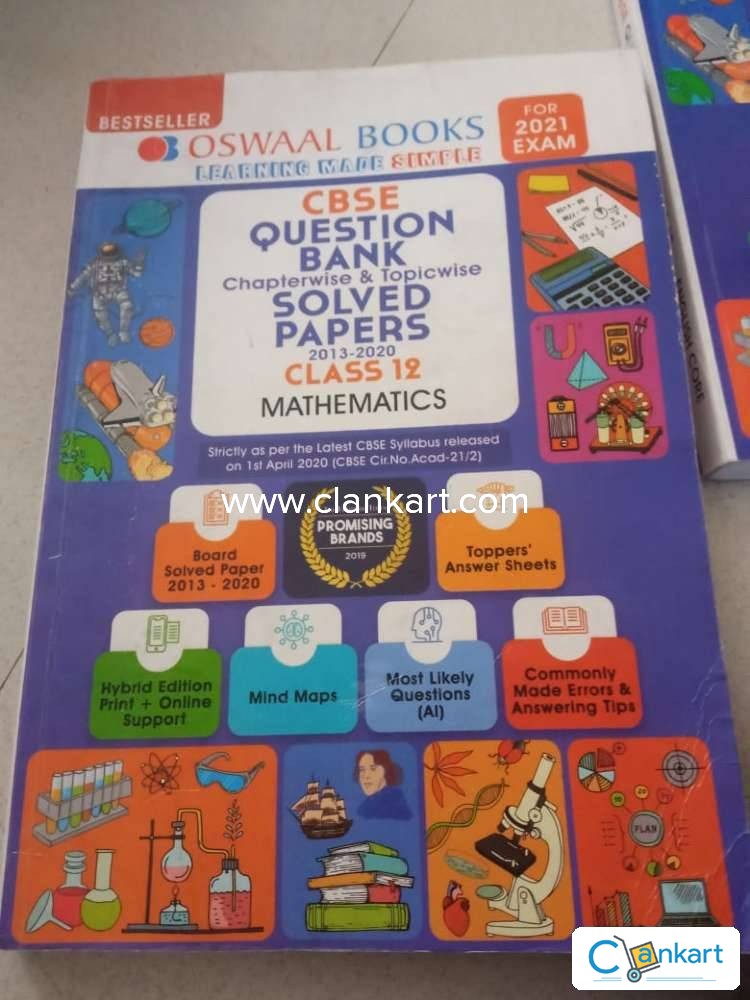 BESTSELLER
OSWAAL BOOKS
LEARNING MADE SIMPLE
FOR
2021
EXAM
CBSE
QUESTION
BANK
Chapterwise & Topicwise
SOLVED
PAPERS
2013-2020
CLASS 12
MATHEMATICS
Strictly as per the Latest CBSE Syllabus released
on 1st April 2020 (CBSE Cir.No.Acad-21/2)
www.clankart.com
Board
Solved Paper
2013 - 2020
PROMISING
BRANDS
2019
Toppers'
Answer Sheets
Hybrid Edition
Print + Online
Support
Mind Maps
Most Likely
Questions
(AI)
Commonly
Made Errors &
Answering Tips
PLAN
ENGLISH CORE
Clankart